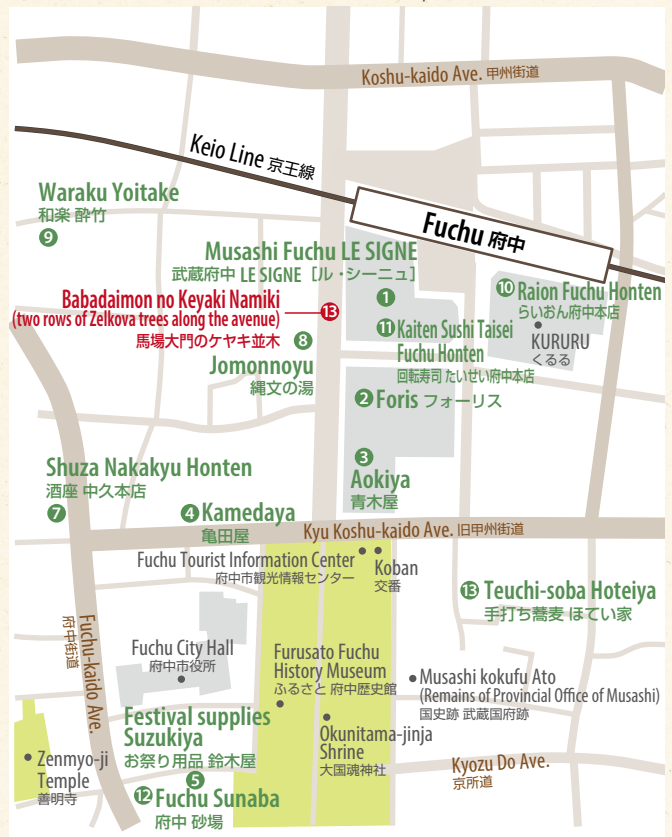 Koshu-kaido Ave. 甲州街道
Keio Line 京王線
Fuchu 府中
Waraku Yoitake
和楽 酔竹
9
Musashi Fuchu LE SIGNE
武蔵府中 LE SIGNE［ル・シーニュ］
1
Babadaimon no Keyaki Namiki
(two rows of Zelkova trees along the avenue)
馬場大門のケヤキ並木
13
10 Raion Fuchu Honten
らいおん府中本店
KURURU
くるる
11 Kaiten Sushi Taisei
Fuchu Honten
回転寿司 たいせい府中本店
8
Jomonnoyu
縄文の湯
2 Foris フォーリス
3
Aokiya
青木屋
Shuza Nakakyu Honten
酒座 中久本店
7
4 Kamedaya
亀田屋
Kyu Koshu-kaido Ave. 旧甲州街道
Fuchu Tourist Information Center
府中市観光情報センター
Koban
交番
13 Teuchi-soba Hoteiya
手打ち蕎麦 ほてい家
Fuchu-kaido Ave.
府中街道
Fuchu City Hall
府中市役所
Furusato Fuchu
History Museum
ふるさと 府中歴史館
Musashi kokufu Ato
(Remains of Provincial Office of Musashi)
国史跡 武蔵国府跡
Festival supplies
Suzukiya
お祭り用品 鈴木屋
5
Okunitama-jinja
Shrine
大国魂神社
Kyozu Do Ave.
京所道
Zenmyo-ji
Temple
善明寺
12 Fuchu Sunaba
府中 砂場